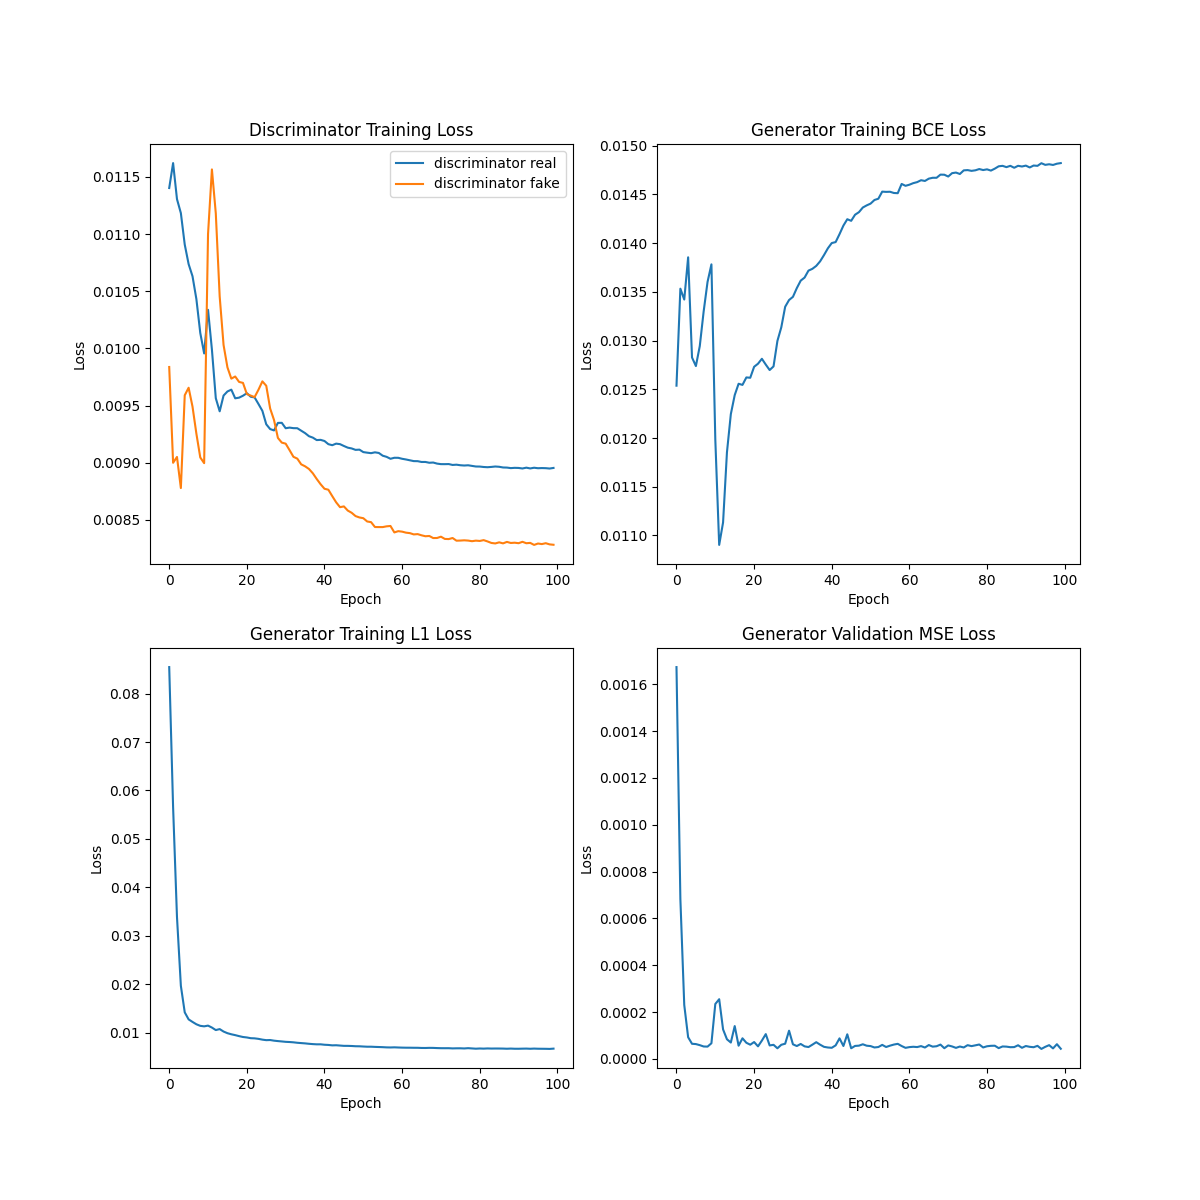 Discriminator Training Loss
discriminator real
discriminator fake
0.0115
0.0110
0.0105
0.0100
0.0095
0.0090
0.0085
Loss
0 20 40 60 80 100
Epoch
Generator Training BCE Loss
0.0150
0.0145
0.0140
0.0135
0.0130
0.0125
0.0120
0.0115
0.0110
Loss
0 20 40 60 80 100
Epoch
Generator Training L1 Loss
0.08
0.07
0.06
0.05
0.04
0.03
0.02
0.01
Loss
0 20 40 60 80 100
Epoch
Generator Validation MSE Loss
0.0016
0.0014
0.0012
0.0010
0.0008
0.0006
0.0004
0.0002
0.0000
Loss
0 20 40 60 80 100
Epoch